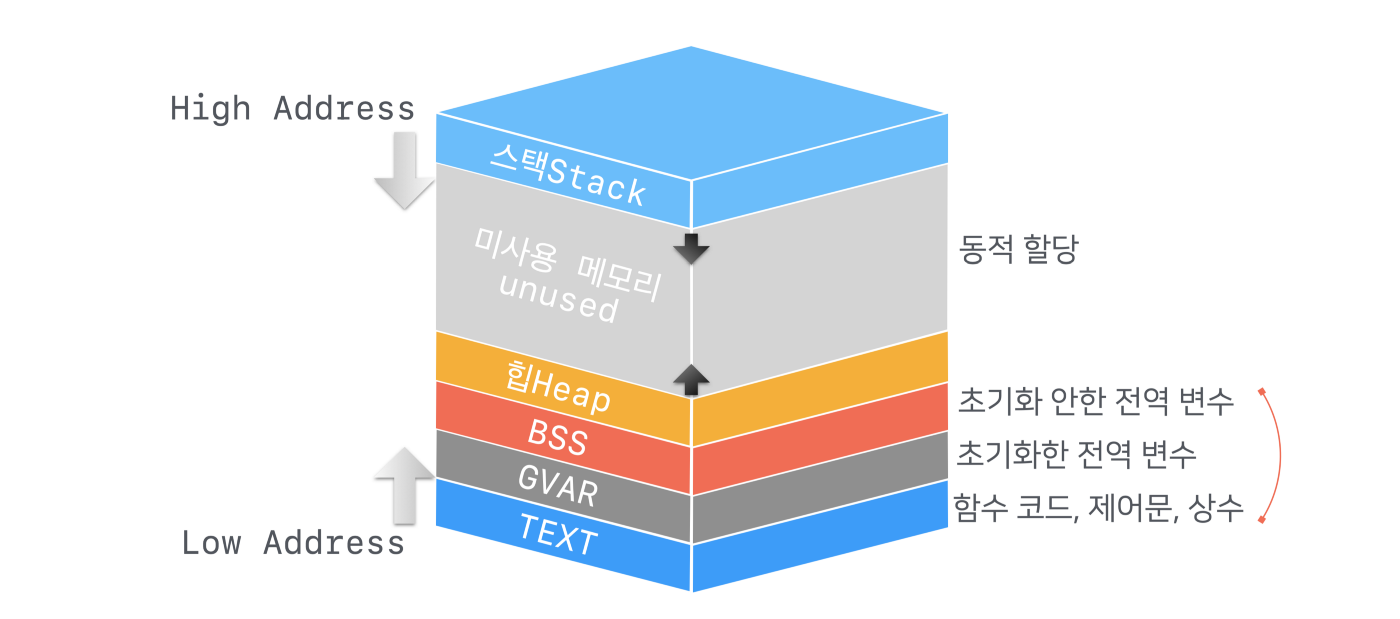 High Address
스택Stack
미사용 메모리
unused
동적 할당
힙Heap
초기화 안한 전역 변수
BSS
초기화한 전역 변수
GVAR
함수 코드, 제어문, 상수
TEXT
Low Address